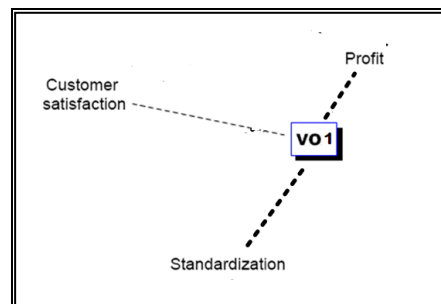 Profit
Customer
satisfaction
vo1
Standardization